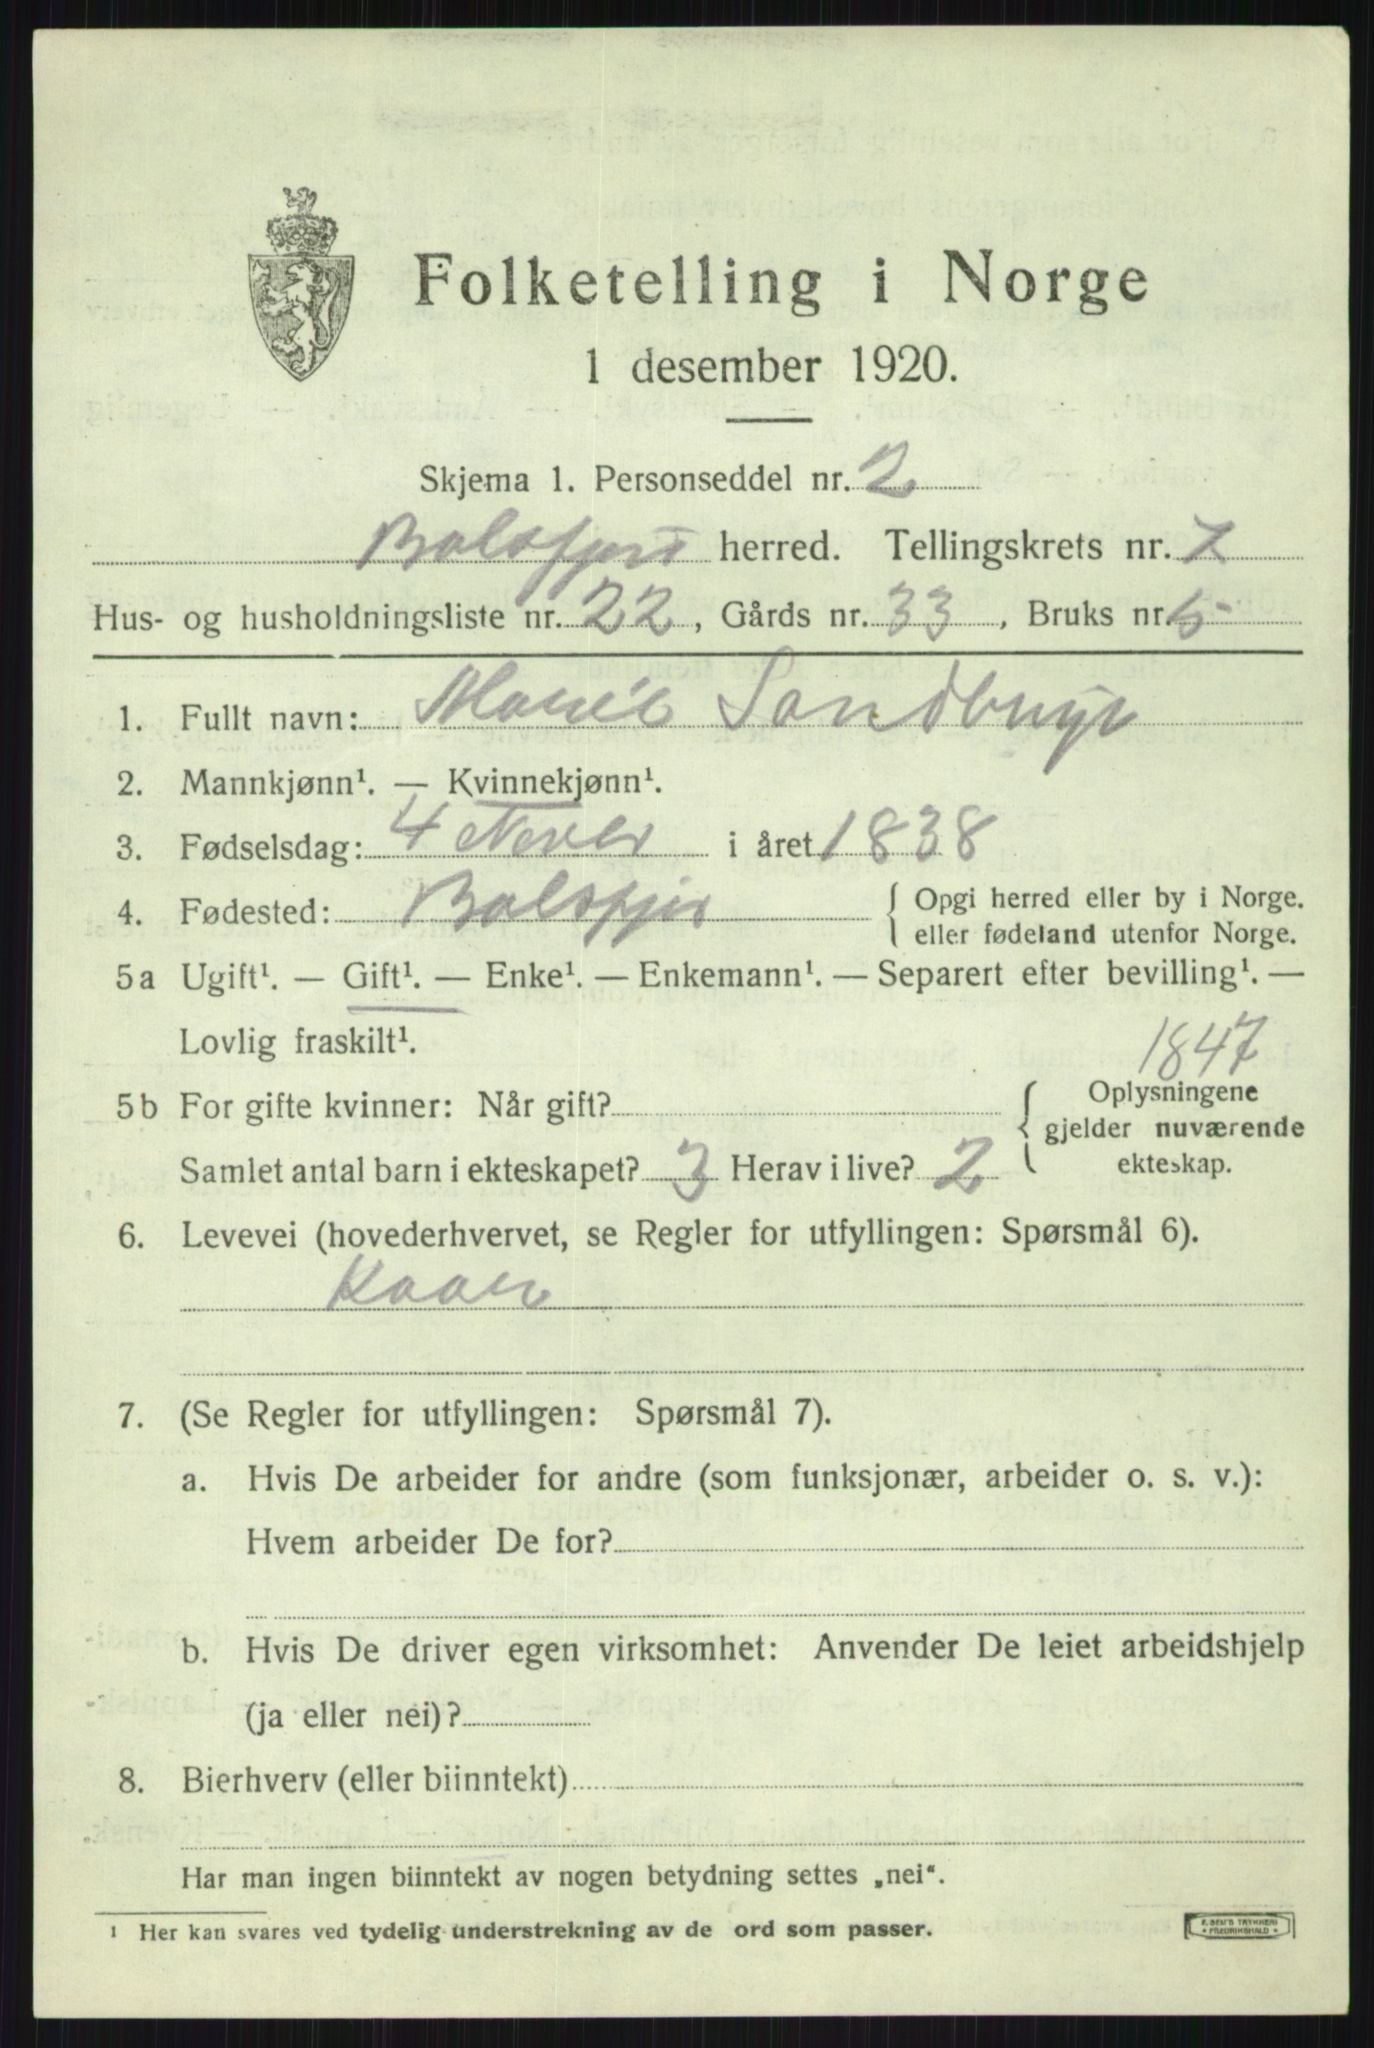 Folketelling i Norge
1 desember 1920.
Skjema 1. Personseddel nr. 2
Balsfjord herred. Tellingskrets nr. 7
Hus- og husholdningsliste nr. 22, Gårds nr. 33, Bruks nr. 5
1. Fullt navn: Marie
2. Mannkjønn¹. — Kvinnekjønn¹.
3. Fødselsdag: 4 i året 1838
4. Fødested: Balsfjor { Opgi herred eller by i Norge.
eller fødeland utenfor Norge.
5a Ugift¹. — Gift¹. — Enke¹. — Enkemann¹. — Separert efter bevilling¹. —
Lovlig fraskilt¹.
1847
5b For gifte kvinner: Når gift? { Oplysningene
gjelder nuværende
Samlet antal barn i ekteskapet? 3 Herav i live? 2 ekteskap.
6. Levevei (hovederhvervet, se Regler for utfyllingen: Spørsmål 6).
7. (Se Regler for utfyllingen: Spørsmål 7).
a. Hvis De arbeider for andre (som funksjonær, arbeider o. s. v.):
Hvem arbeider De for?
b. Hvis De driver egen virksomhet: Anvender De leiet arbeidshjelp
(ja eller nei)?
8. Bierhverv (eller biinntekt)
Har man ingen biinntekt av nogen betydning settes „nei“.
¹ Her kan svares ved tydelig understrekning av de ord som passer.